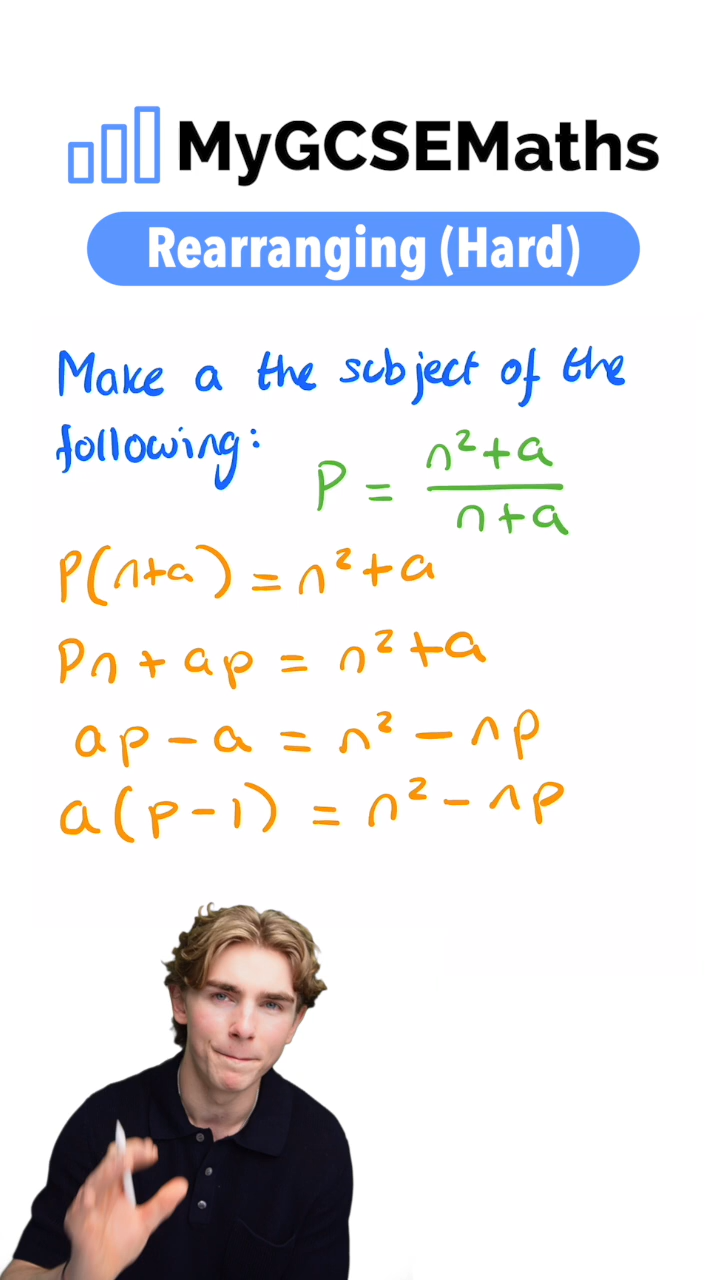 MyGCSEMaths
Rearranging (Hard)
Make a the subject of the
following: P = n²+a / n+a
P(n+a) = n²+a
Pn + ap = n²+a
ap - a = n² - np
a(p-1) = n² - np